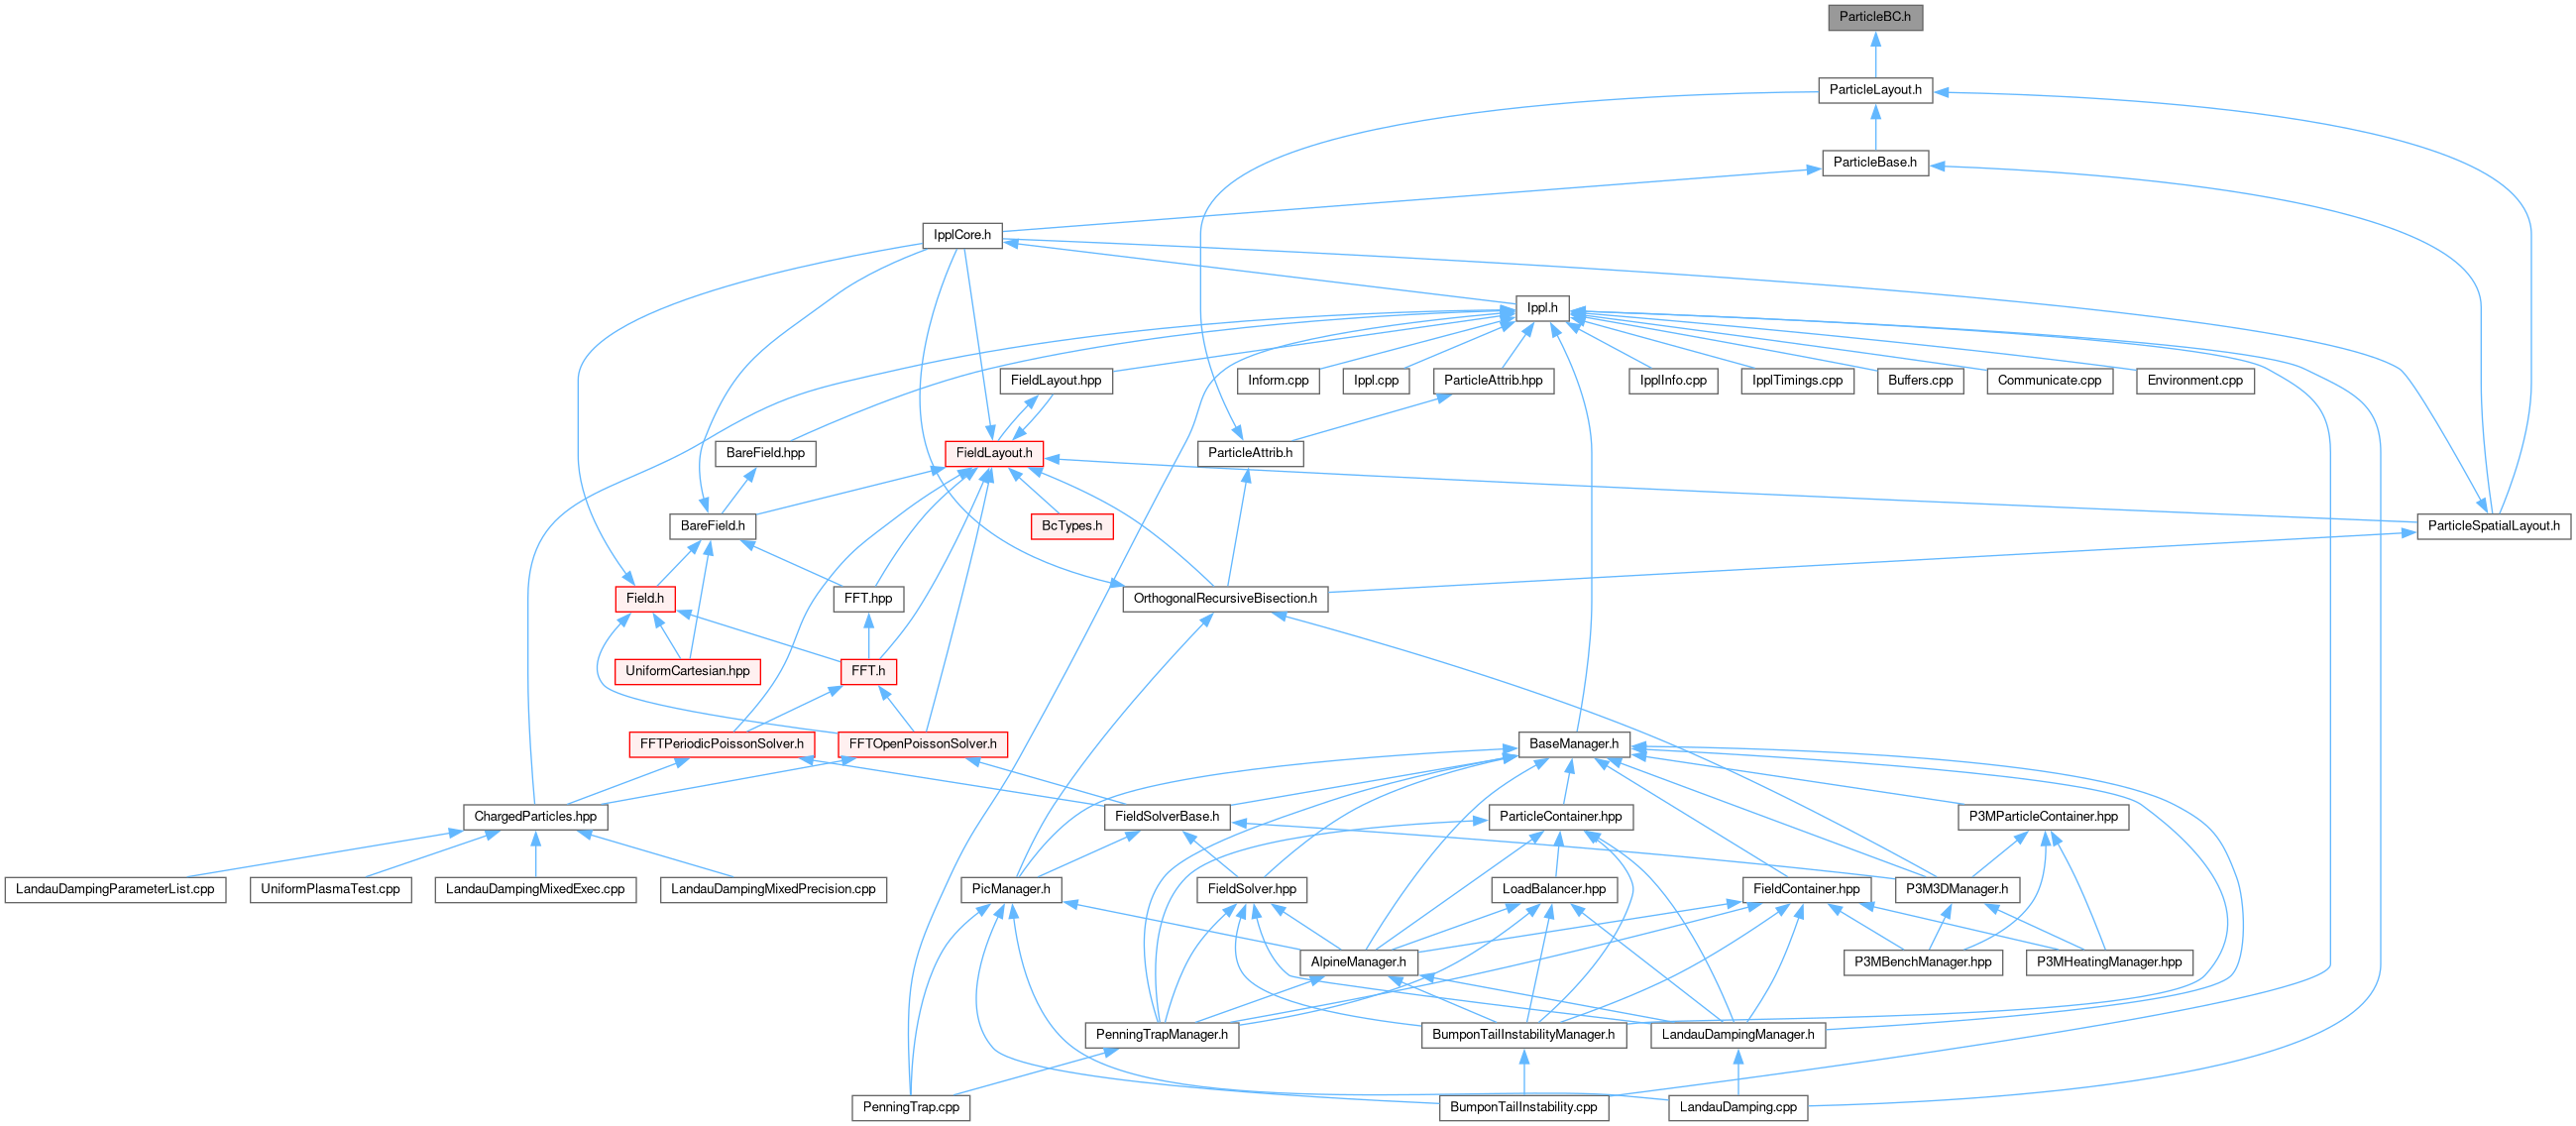 ParticleBC.h
ParticleLayout.h
ParticleBase.h
IpplCore.h
Ippl.h
FieldLayout.hpp
Inform.cpp
Ippl.cpp
ParticleAttrib.hpp
IpplInfo.cpp
IpplTimings.cpp
Buffers.cpp
Communicate.cpp
Environment.cpp
BareField.hpp
FieldLayout.h
ParticleAttrib.h
BareField.h
BcTypes.h
ParticleSpatialLayout.h
Field.h
FFT.hpp
OrthogonalRecursiveBisection.h
UniformCartesian.hpp
FFT.h
FFTPeriodicPoissonSolver.h
FFTOpenPoissonSolver.h
BaseManager.h
ChargedParticles.hpp
FieldSolverBase.h
ParticleContainer.hpp
P3MParticleContainer.hpp
LandauDampingParameterList.cpp
UniformPlasmaTest.cpp
LandauDampingMixedExec.cpp
LandauDampingMixedPrecision.cpp
PicManager.h
FieldSolver.hpp
LoadBalancer.hpp
FieldContainer.hpp
P3M3DManager.h
AlpineManager.h
P3MBenchManager.hpp
P3MHeatingManager.hpp
PenningTrapManager.h
BumponTailInstabilityManager.h
LandauDampingManager.h
PenningTrap.cpp
BumponTailInstability.cpp
LandauDamping.cpp